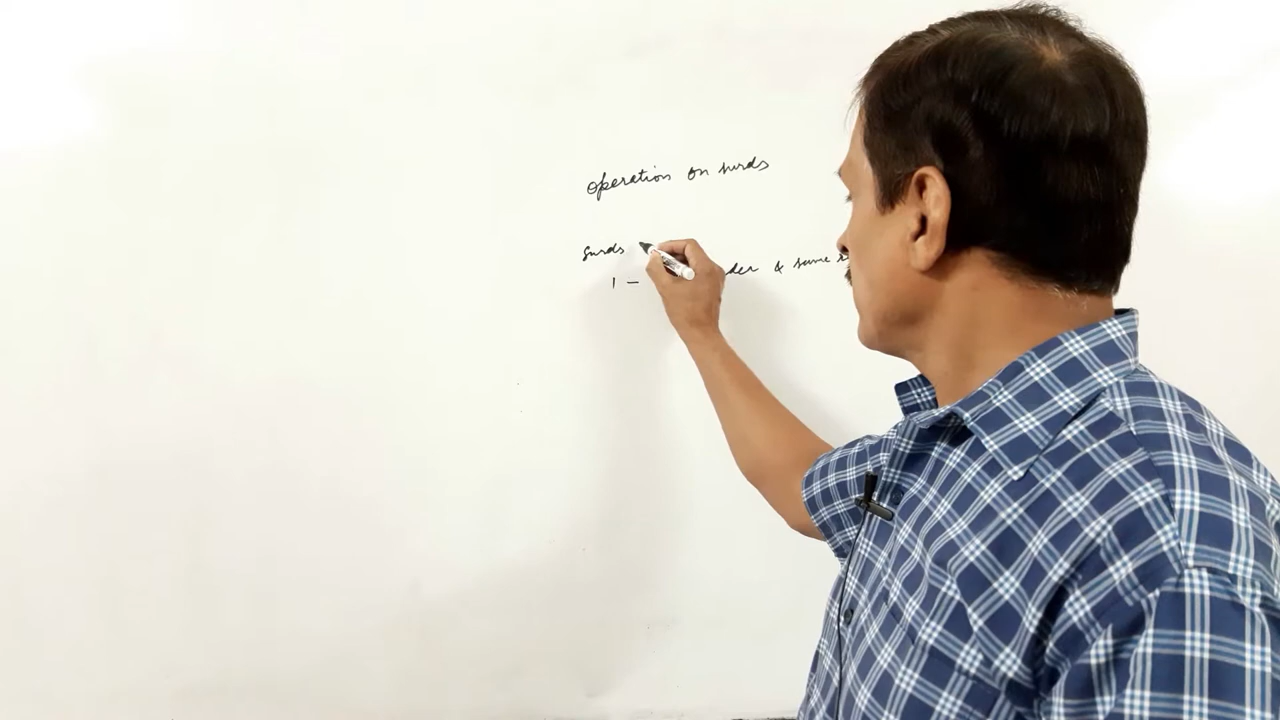 operation on surds
Surds
1 – der & same